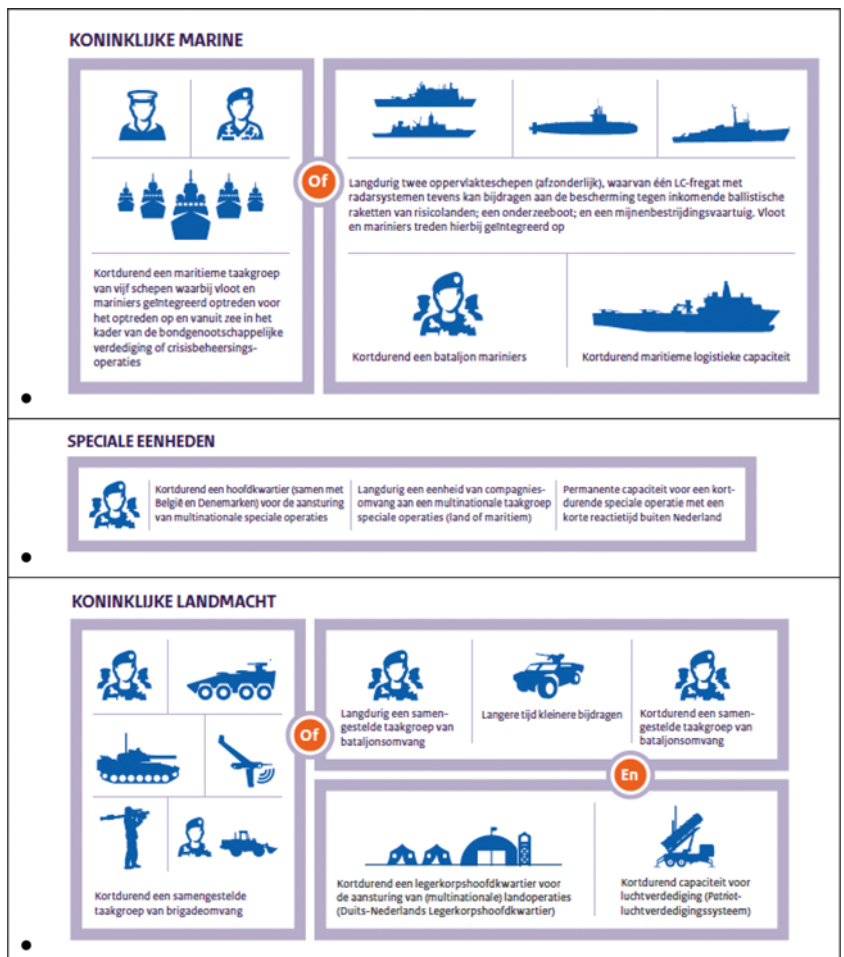 KONINKLIJKE MARINE
Kortdurend een maritieme taakgroep
van vijf schepen waarbij vloot en
mariniers geïntegreerd optreden voor
het optreden op en vanuit zee in het
kader van de bondgenootschappelijke
verdediging of crisisbeheersings-
operaties
Of
Langdurig twee oppervlakteschepen (afzonderlijk), waarvan één LC-fregat met
radarsystemen tevens kan bijdragen aan de bescherming tegen inkomende ballistische
raketten van risicolanden; een onderzeeboot; en een mijnenbestrijdingsvaartuig. Vloot
en mariniers treden hierbij geïntegreerd op
Kortdurend een bataljon mariniers
Kortdurend maritieme logistieke capaciteit
SPECIALE EENHEDEN
Kortdurend een hoofdkwartier (samen met
België en Denemarken) voor de aansturing
van multinationale speciale operaties
Langdurig een eenheid van compagnies-
omvang aan een multinationale taakgroep
speciale operaties (land of maritiem)
Permanente capaciteit voor een kort-
durende speciale operatie met een
korte reactietijd buiten Nederland
KONINKLIJKE LANDMACHT
Kortdurend een samengestelde
taakgroep van brigadeomvang
Of
Langdurig een samen-
gestelde taakgroep van
bataljonsomvang
Langere tijd kleinere bijdragen
Kortdurend een samen-
gestelde taakgroep van
bataljonsomvang
En
Kortdurend een legerkorpshoofdkwartier voor
de aansturing van (multinationale) landoperaties
(Duits-Nederlands Legerkorpshoofdkwartier)
Kortdurend capaciteit voor
luchtverdediging (Patriot-
luchtverdedigingssysteem)